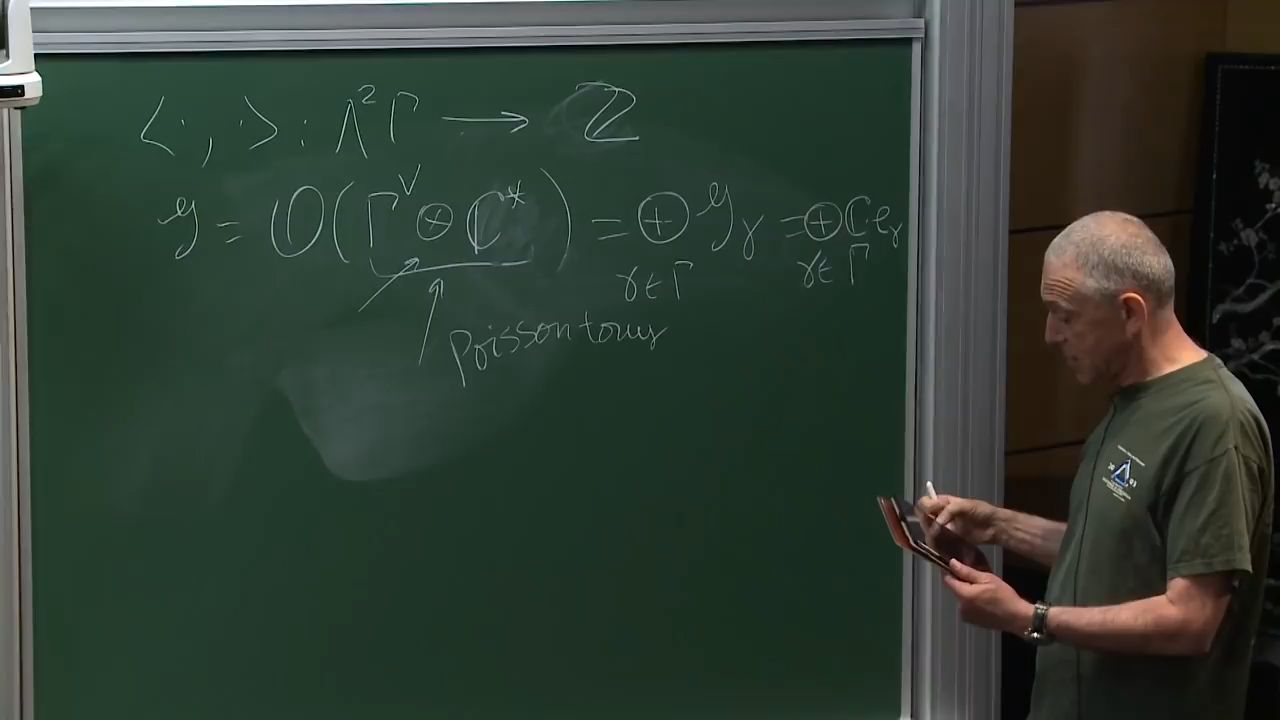 ⟨·,·⟩ : Λ²Γ → ℤ
𝔤 = O(Γ^∨ ⊗ ℂ*) = ⊕ 𝔤_γ = ⊕ ℂ·e_γ
γ∈Γ γ∈Γ
Poisson torus